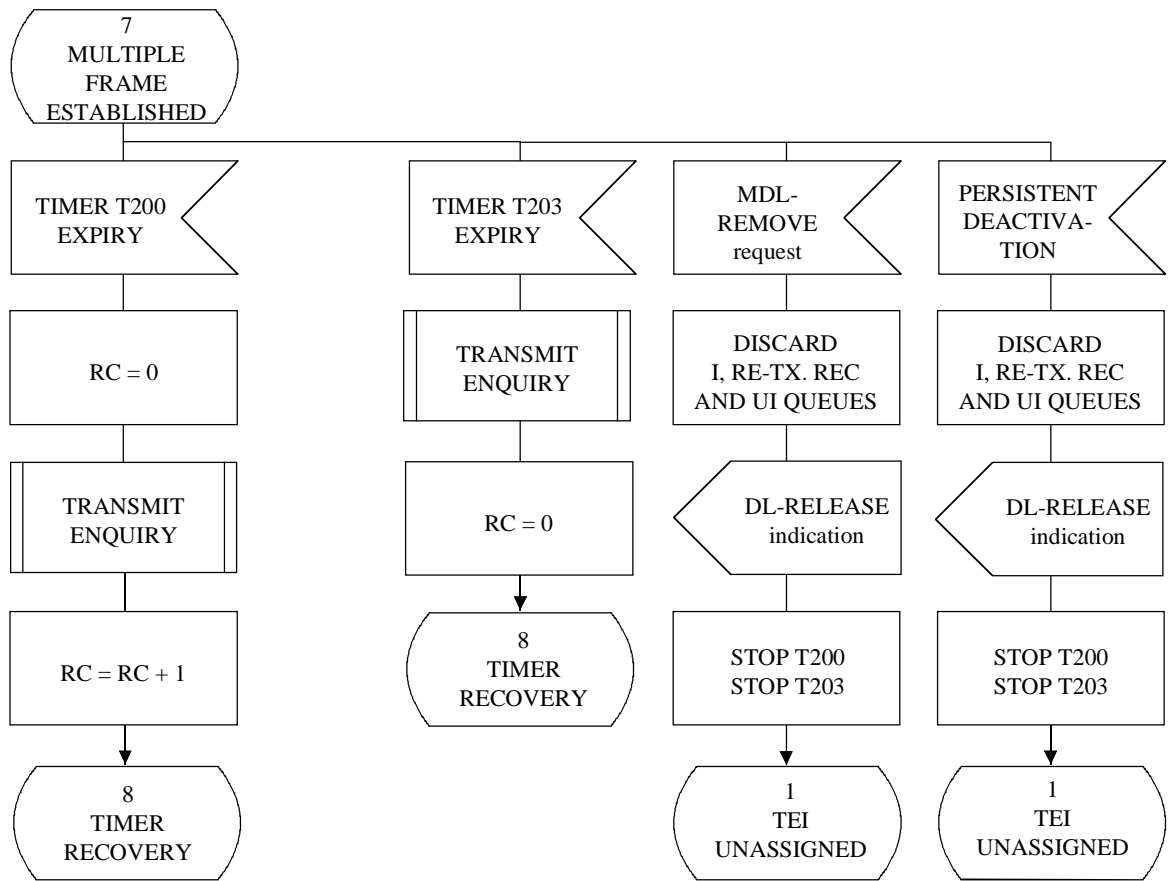 7
MULTIPLE
FRAME
ESTABLISHED
TIMER T200
EXPIRY
TIMER T203
EXPIRY
MDL-
REMOVE
request
PERSISTENT
DEACTIVA-
TION
RC = 0
TRANSMIT
ENQUIRY
DISCARD
I, RE-TX. REC
AND UI QUEUES
DISCARD
I, RE-TX. REC
AND UI QUEUES
TRANSMIT
ENQUIRY
RC = 0
DL-RELEASE
indication
DL-RELEASE
indication
RC = RC + 1
8
TIMER
RECOVERY
STOP T200
STOP T203
STOP T200
STOP T203
8
TIMER
RECOVERY
1
TEI
UNASSIGNED
1
TEI
UNASSIGNED